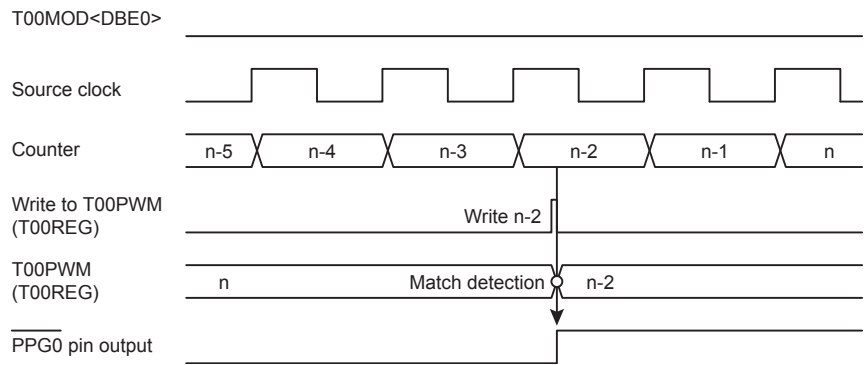 T00MOD<DBE0>
Source clock
Counter n-5 n-4 n-3 n-2 n-1 n
Write to T00PWM
(T00REG) Write n-2
T00PWM
(T00REG) n Match detection n-2
PPG0 pin output